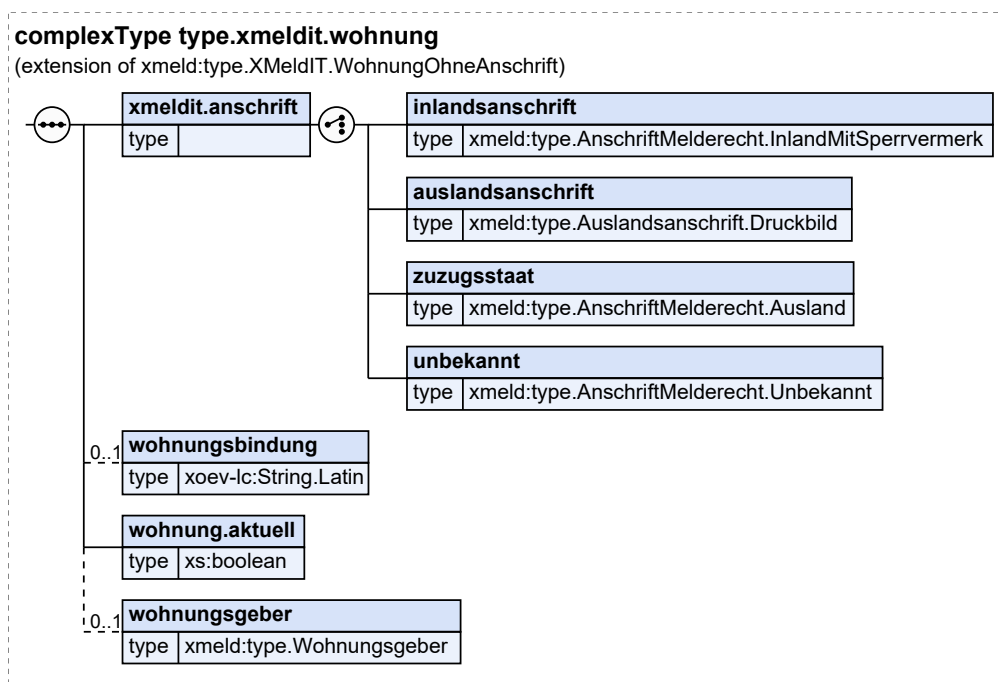 complexType type.xmeldit.wohnung
(extension of xmeld:type.XMeldIT.WohnungOhneAnschrift)
xmeldit.anschrift
type
inlandsanschrift
type xmeld:type.AnschriftMelderecht.InlandMitSperrvermerk
auslandsanschrift
type xmeld:type.Auslandsanschrift.Druckbild
zuzugsstaat
type xmeld:type.AnschriftMelderecht.Ausland
unbekannt
type xmeld:type.AnschriftMelderecht.Unbekannt
0..1
wohnungsbindung
type xoev-lc:String.Latin
wohnung.aktuell
type xs:boolean
0..1
wohnungsgeber
type xmeld:type.Wohnungsgeber